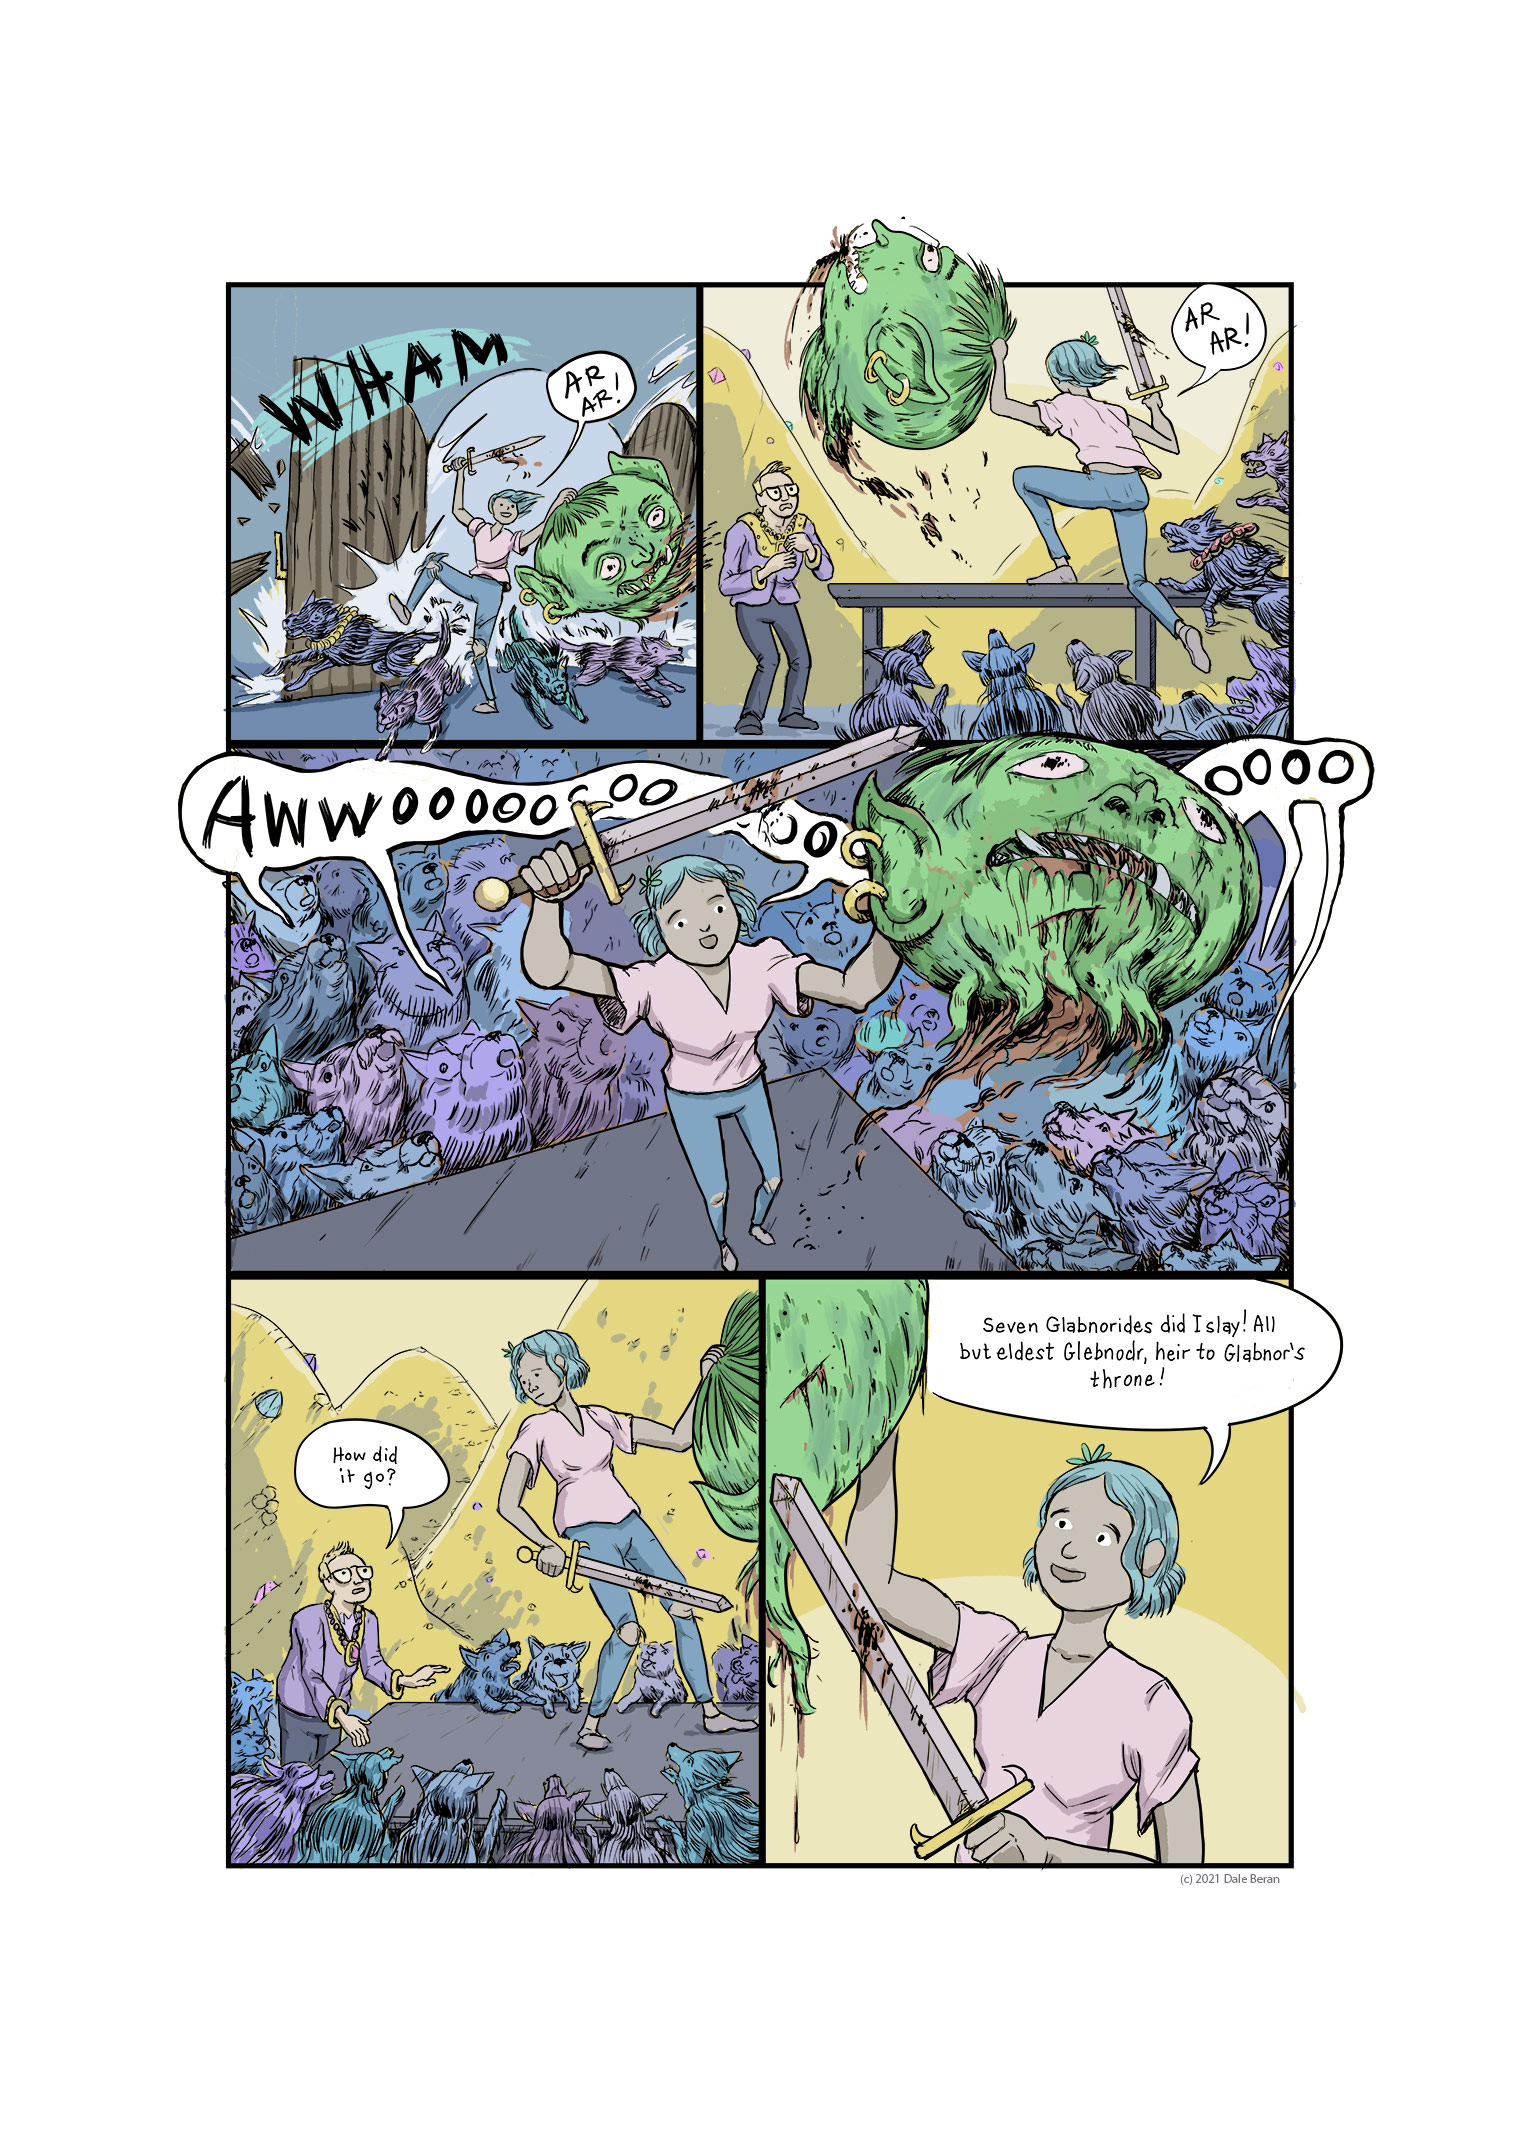 WHAM
AR
AR!
AR
AR!
AWWOOOOOOOO
OO
OOOO
How did
it go?
Seven Glabnorides did I slay! All
but eldest Glebnodr, heir to Glabnor's
throne!
(c) 2021 Dale Beran